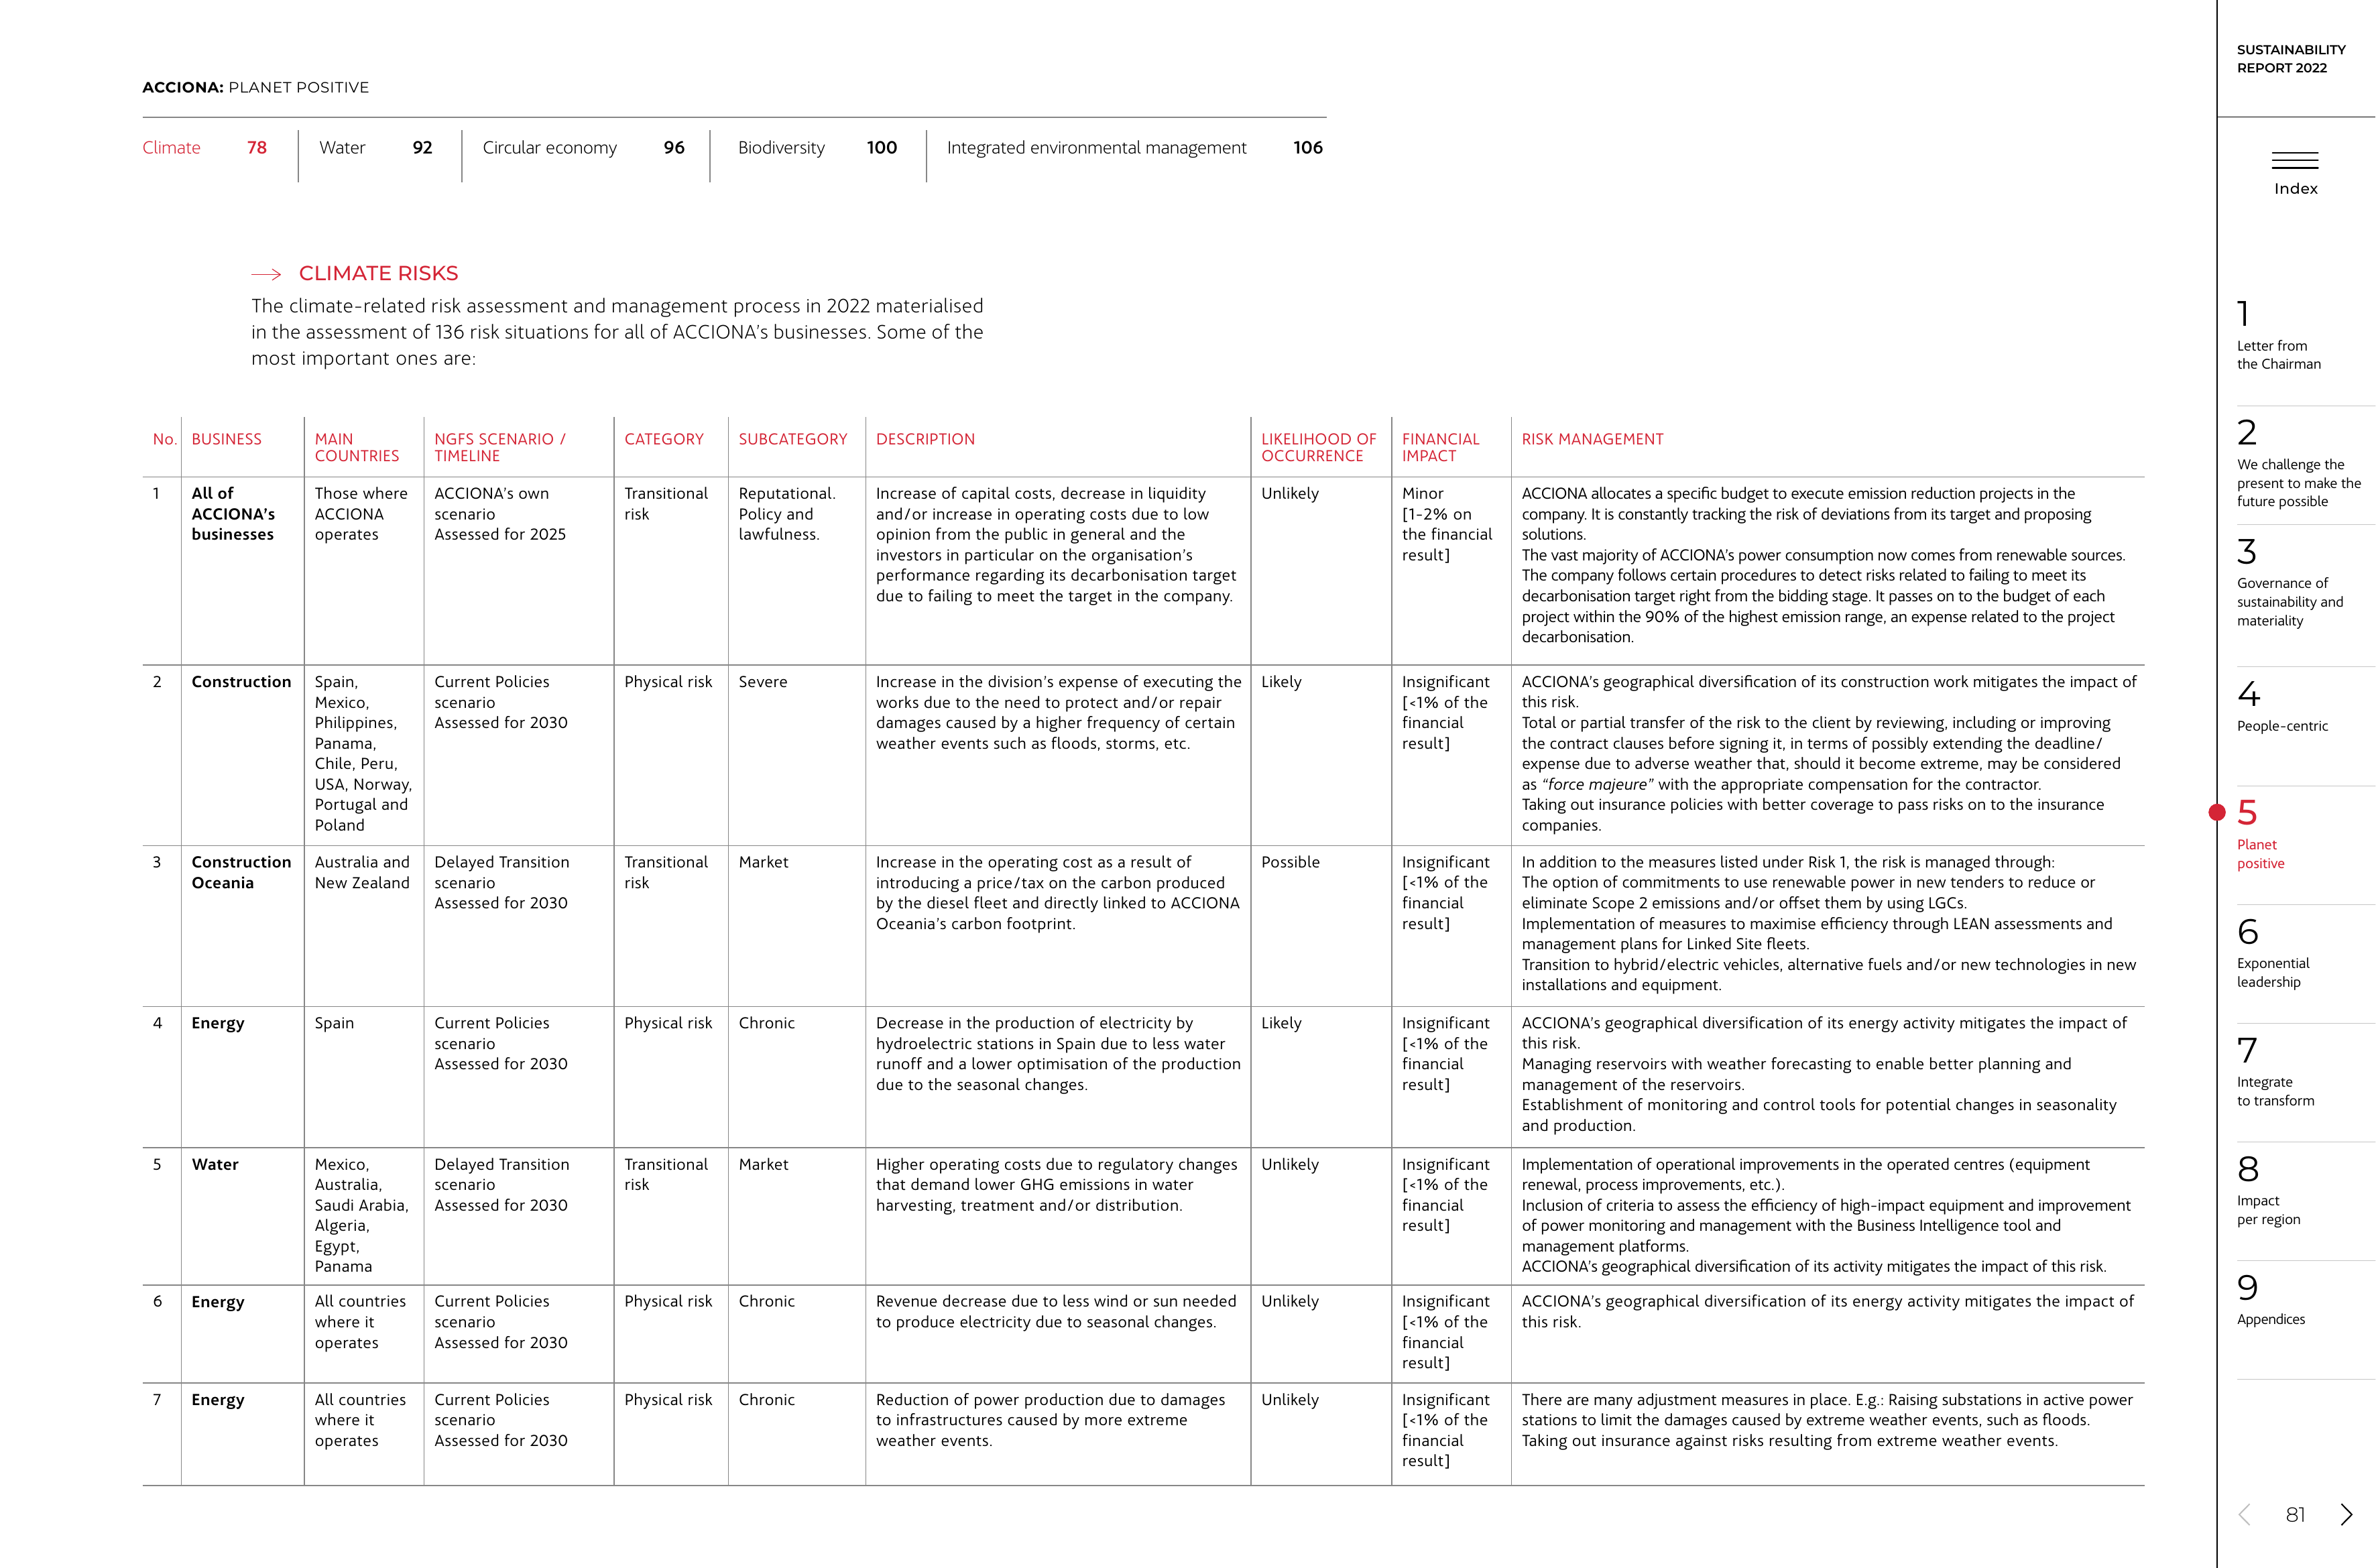 ACCIONA: PLANET POSITIVE
Climate 78
Water 92
Circular economy 96
Biodiversity 100
Integrated environmental management 106
SUSTAINABILITY
REPORT 2022
Index
CLIMATE RISKS
The climate-related risk assessment and management process in 2022 materialised
in the assessment of 136 risk situations for all of ACCIONA's businesses. Some of the
most important ones are:
No.
BUSINESS
MAIN
COUNTRIES
NGFS SCENARIO /
TIMELINE
CATEGORY
SUBCATEGORY
DESCRIPTION
LIKELIHOOD OF
OCCURRENCE
FINANCIAL
IMPACT
RISK MANAGEMENT
1
All of
ACCIONA's
businesses
Those where
ACCIONA
operates
ACCIONA's own
scenario
Assessed for 2025
Transitional
risk
Reputational.
Policy and
lawfulness.
Increase of capital costs, decrease in liquidity
and/or increase in operating costs due to low
opinion from the public in general and the
investors in particular on the organisation's
performance regarding its decarbonisation target
due to failing to meet the target in the company.
Unlikely
Minor
[1-2% on
the financial
result]
ACCIONA allocates a specific budget to execute emission reduction projects in the
company. It is constantly tracking the risk of deviations from its target and proposing
solutions.
The vast majority of ACCIONA's power consumption now comes from renewable sources.
The company follows certain procedures to detect risks related to failing to meet its
decarbonisation target right from the bidding stage. It passes on to the budget of each
project within the 90% of the highest emission range, an expense related to the project
decarbonisation.
2
Construction
Spain,
Mexico,
Philippines,
Panama,
Chile, Peru,
USA, Norway,
Portugal and
Poland
Current Policies
scenario
Assessed for 2030
Physical risk
Severe
Increase in the division's expense of executing the
works due to the need to protect and/or repair
damages caused by a higher frequency of certain
weather events such as floods, storms, etc.
Likely
Insignificant
[<1% of the
financial
result]
ACCIONA's geographical diversification of its construction work mitigates the impact of
this risk.
Total or partial transfer of the risk to the client by reviewing, including or improving
the contract clauses before signing it, in terms of possibly extending the deadline/
expense due to adverse weather that, should it become extreme, may be considered
as "force majeure" with the appropriate compensation for the contractor.
Taking out insurance policies with better coverage to pass risks on to the insurance
companies.
3
Construction
Oceania
Australia and
New Zealand
Delayed Transition
scenario
Assessed for 2030
Transitional
risk
Market
Increase in the operating cost as a result of
introducing a price/tax on the carbon produced
by the diesel fleet and directly linked to ACCIONA
Oceania's carbon footprint.
Possible
Insignificant
[<1% of the
financial
result]
In addition to the measures listed under Risk 1, the risk is managed through:
The option of commitments to use renewable power in new tenders to reduce or
eliminate Scope 2 emissions and/or offset them by using LGCs.
Implementation of measures to maximise efficiency through LEAN assessments and
management plans for Linked Site fleets.
Transition to hybrid/electric vehicles, alternative fuels and/or new technologies in new
installations and equipment.
4
Energy
Spain
Current Policies
scenario
Assessed for 2030
Physical risk
Chronic
Decrease in the production of electricity by
hydroelectric stations in Spain due to less water
runoff and a lower optimisation of the production
due to the seasonal changes.
Likely
Insignificant
[<1% of the
financial
result]
ACCIONA's geographical diversification of its energy activity mitigates the impact of
this risk.
Managing reservoirs with weather forecasting to enable better planning and
management of the reservoirs.
Establishment of monitoring and control tools for potential changes in seasonality
and production.
5
Water
Mexico,
Australia,
Saudi Arabia,
Algeria,
Egypt,
Panama
Delayed Transition
scenario
Assessed for 2030
Transitional
risk
Market
Higher operating costs due to regulatory changes
that demand lower GHG emissions in water
harvesting, treatment and/or distribution.
Unlikely
Insignificant
[<1% of the
financial
result]
Implementation of operational improvements in the operated centres (equipment
renewal, process improvements, etc.).
Inclusion of criteria to assess the efficiency of high-impact equipment and improvement
of power monitoring and management with the Business Intelligence tool and
management platforms.
ACCIONA's geographical diversification of its activity mitigates the impact of this risk.
6
Energy
All countries
where it
operates
Current Policies
scenario
Assessed for 2030
Physical risk
Chronic
Revenue decrease due to less wind or sun needed
to produce electricity due to seasonal changes.
Unlikely
Insignificant
[<1% of the
financial
result]
ACCIONA's geographical diversification of its energy activity mitigates the impact of
this risk.
7
Energy
All countries
where it
operates
Current Policies
scenario
Assessed for 2030
Physical risk
Chronic
Reduction of power production due to damages
to infrastructures caused by more extreme
weather events.
Unlikely
Insignificant
[<1% of the
financial
result]
There are many adjustment measures in place. E.g.: Raising substations in active power
stations to limit the damages caused by extreme weather events, such as floods.
Taking out insurance against risks resulting from extreme weather events.
1
Letter from
the Chairman
2
We challenge the
present to make the
future possible
3
Governance of
sustainability and
materiality
4
People-centric
5
Planet
positive
6
Exponential
leadership
7
Integrate
to transform
8
Impact
per region
9
Appendices
81